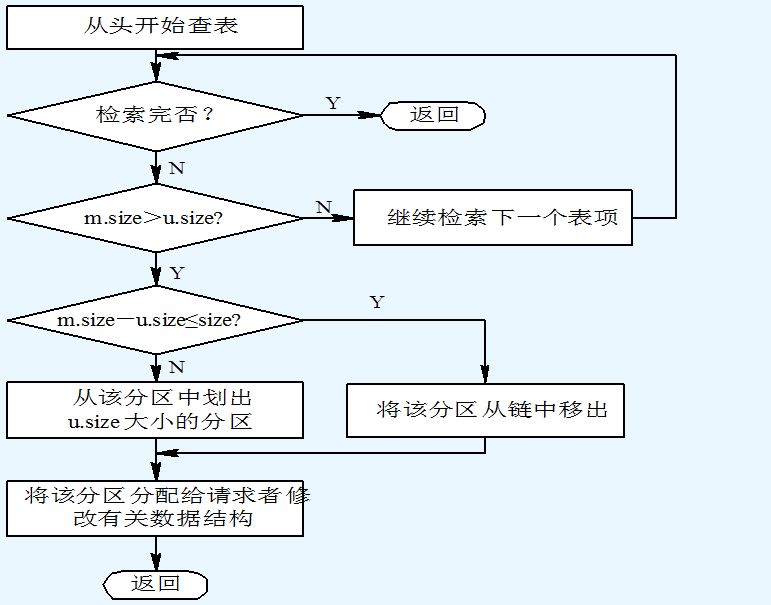 从头开始查表
检索完否？
Y
返回
N
m.size＞u.size?
N
继续检索下一个表项
Y
m.size－u.size≤size?
Y
N
从该分区中划出
u.size大小的分区
将该分区从链中移出
将该分区分配给请求者修
改有关数据结构
返回